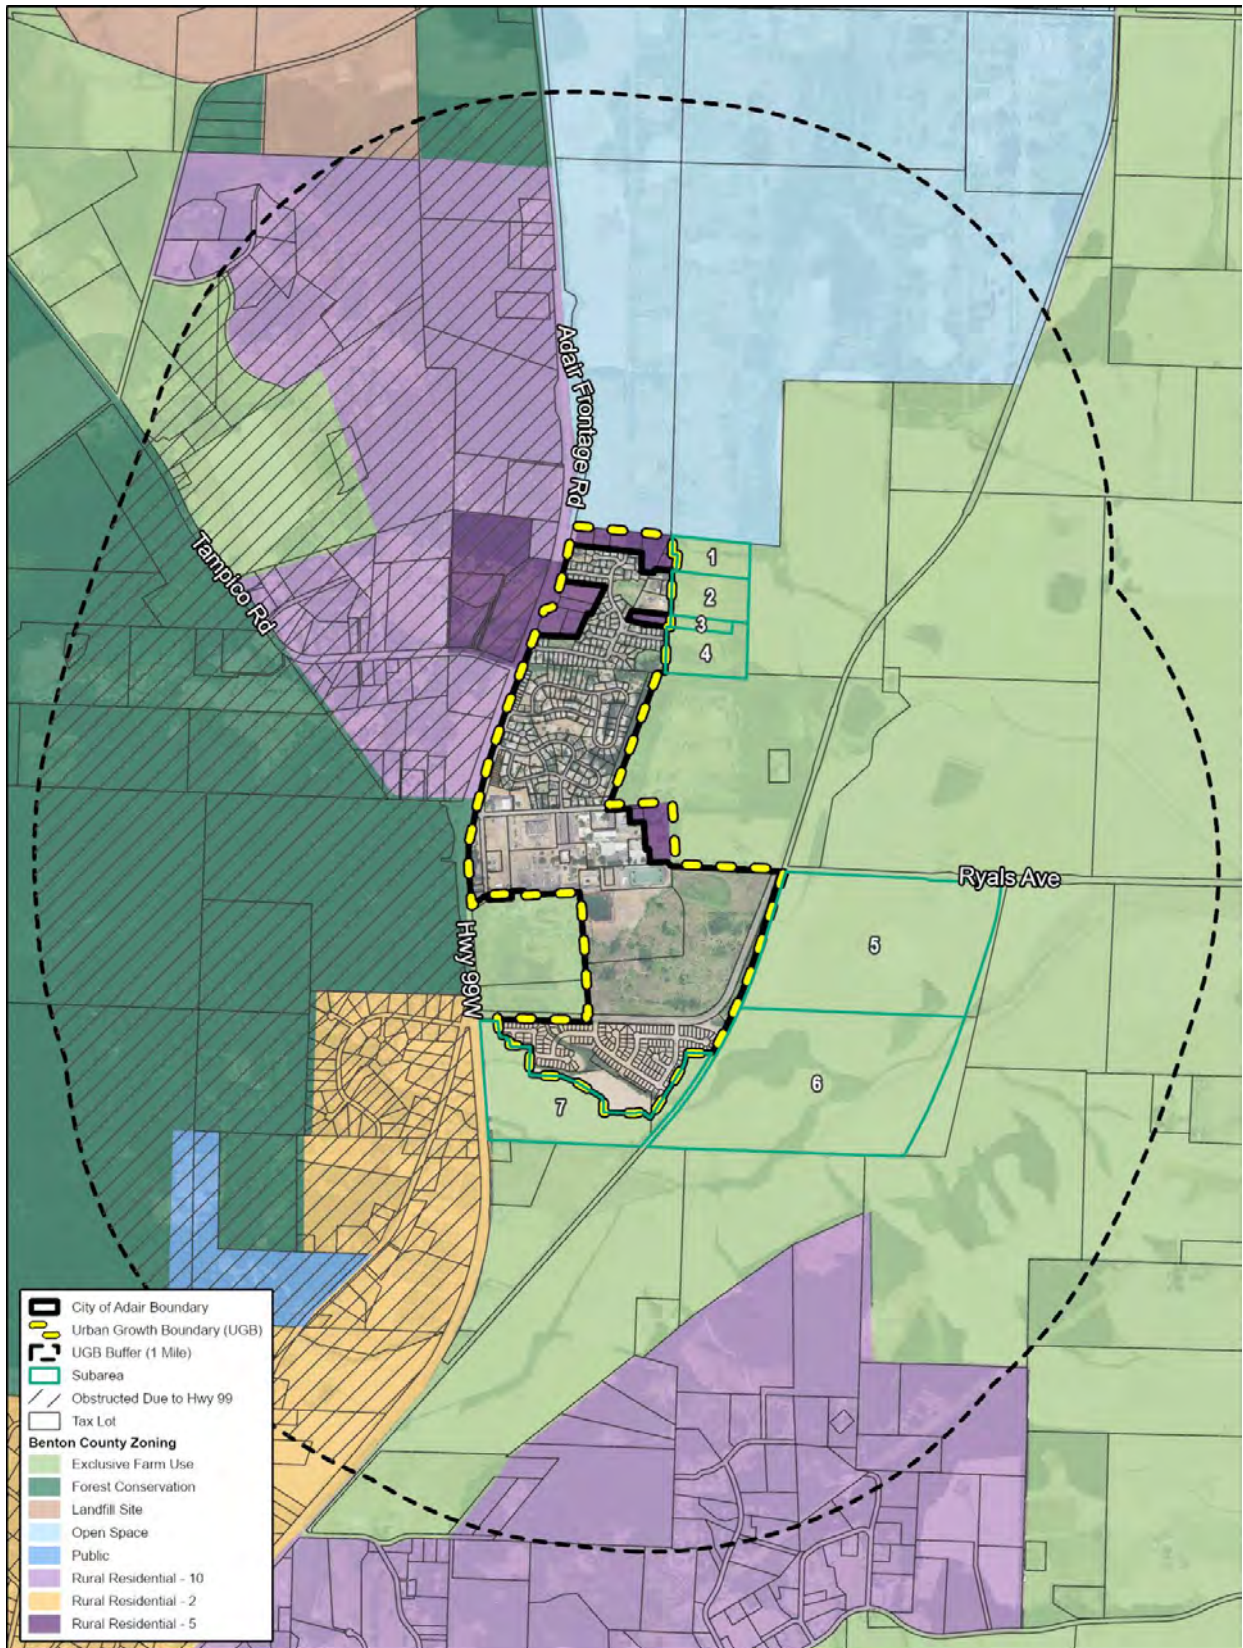 Adair Frontage Rd
Tampico Rd
1
2
3
4
Ryals Ave
5
Hwy 99W
6
7
City of Adair Boundary
Urban Growth Boundary (UGB)
UGB Buffer (1 Mile)
Subarea
Obstructed Due to Hwy 99
Tax Lot
Benton County Zoning
Exclusive Farm Use
Forest Conservation
Landfill Site
Open Space
Public
Rural Residential - 10
Rural Residential - 2
Rural Residential - 5